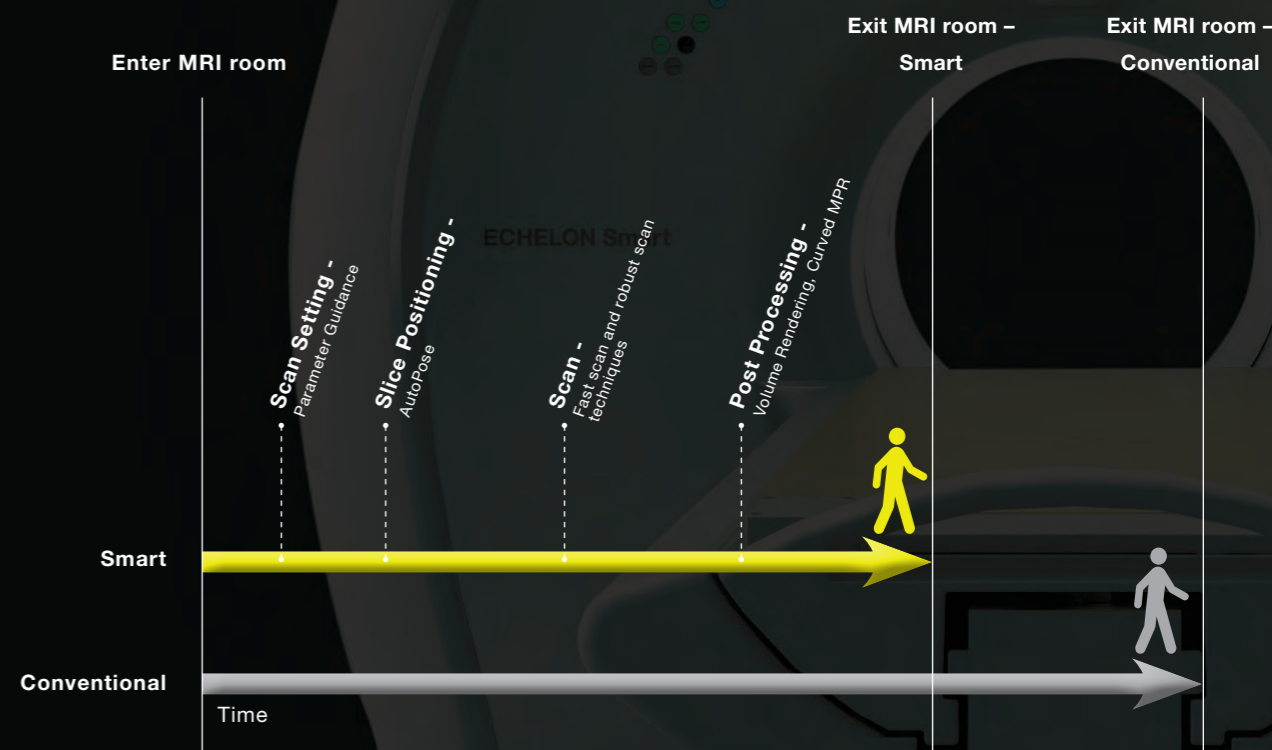 Exit MRI room –
Smart
Exit MRI room –
Conventional
Enter MRI room
Scan Setting -
Parameter Guidance
Slice Positioning -
AutoPose
ECHELON Smart
Scan -
Fast scan and robust scan
techniques
Post Processing -
Volume Rendering, Curved MPR
Smart
Conventional
Time